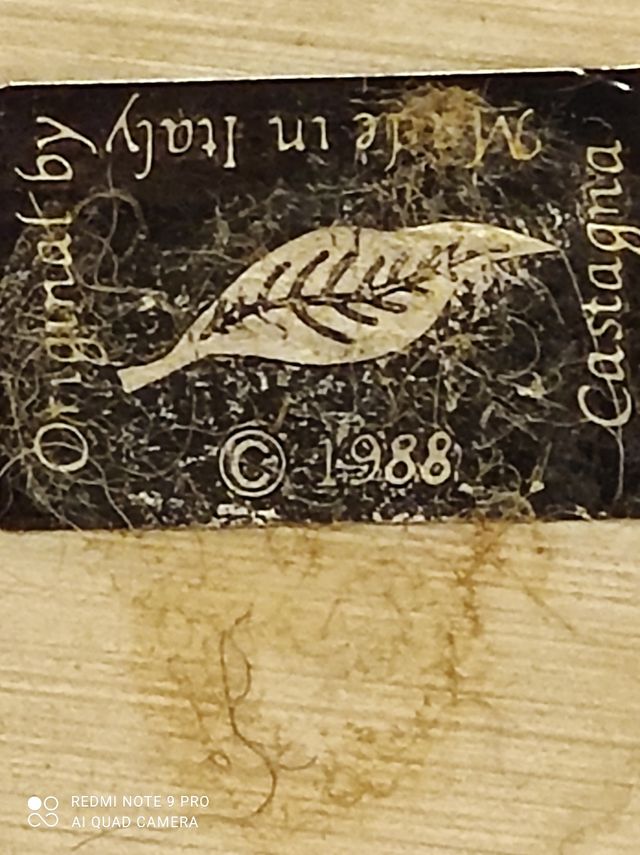 Original by
Made in Italy
Castagna
© 1988
REDMI NOTE 9 PRO
AI QUAD CAMERA